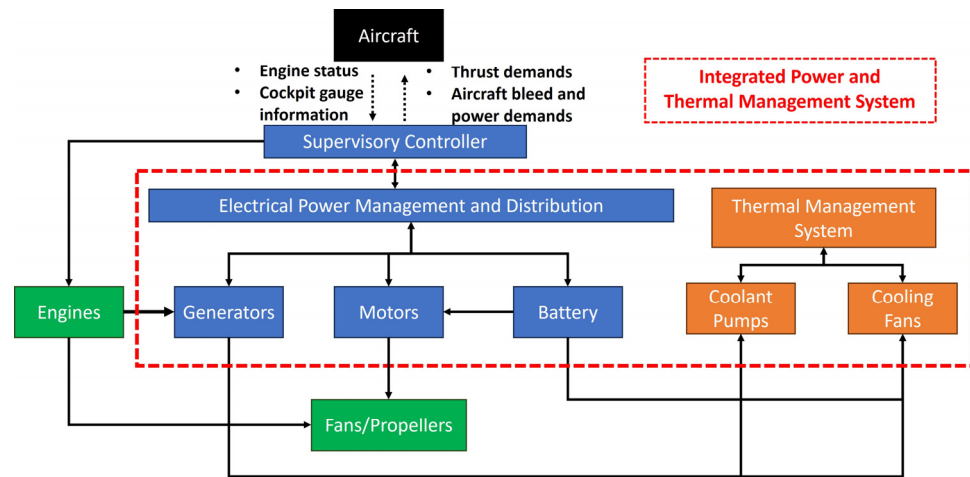 Aircraft
• Engine status
• Cockpit gauge
information
• Thrust demands
• Aircraft bleed and
power demands
Integrated Power and
Thermal Management
System
Supervisory Controller
Electrical Power Management and Distribution
Thermal Management
System
Engines
Generators
Motors
Battery
Coolant
Pumps
Cooling
Fans
Fans/Propellers